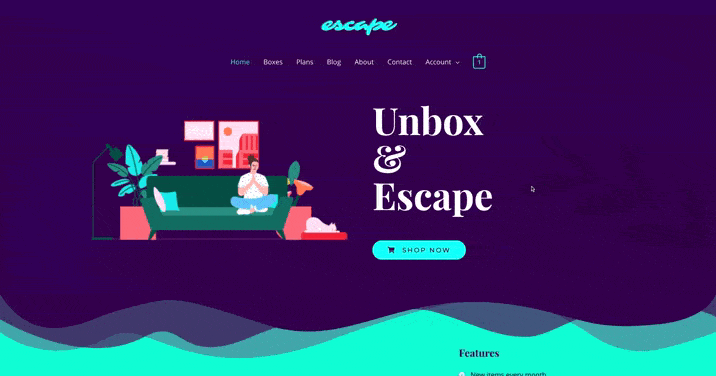 escape
Home Boxes Plans Blog About Contact Account 1
Unbox
&
Escape
SHOP NOW
Features
New items every month